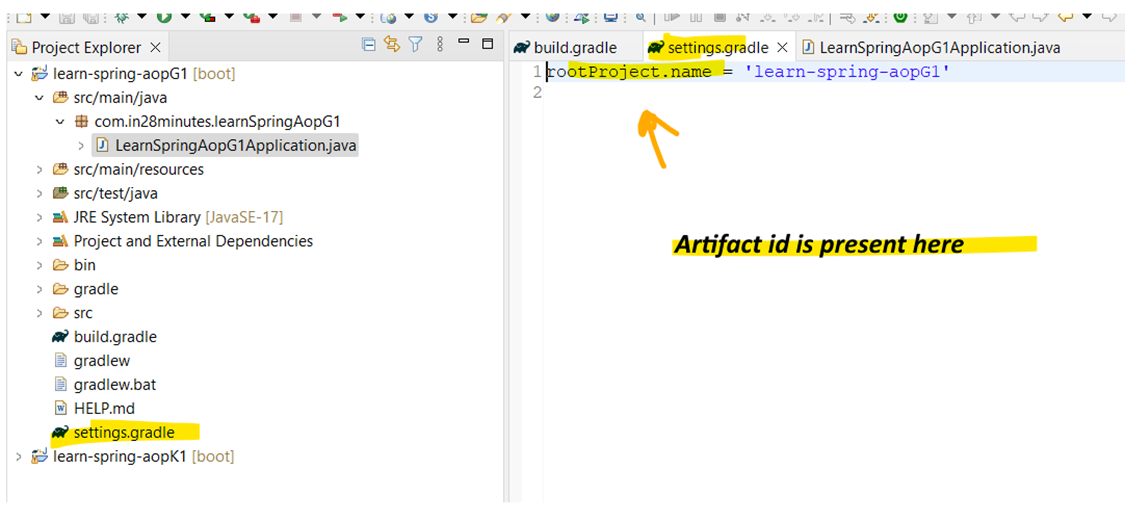 Project Explorer
learn-spring-aopG1 [boot]
src/main/java
com.in28minutes.learnSpringAopG1
LearnSpringAopG1Application.java
src/main/resources
src/test/java
JRE System Library [JavaSE-17]
Project and External Dependencies
bin
gradle
src
build.gradle
gradlew
gradlew.bat
HELP.md
settings.gradle
learn-spring-aopK1 [boot]
build.gradle settings.gradle LearnSpringAopG1Application.java
1 rootProject.name = 'learn-spring-aopG1'
2
Artifact id is present here